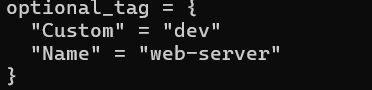 optional_tag = {
  "Custom" = "dev"
  "Name" = "web-server"
}